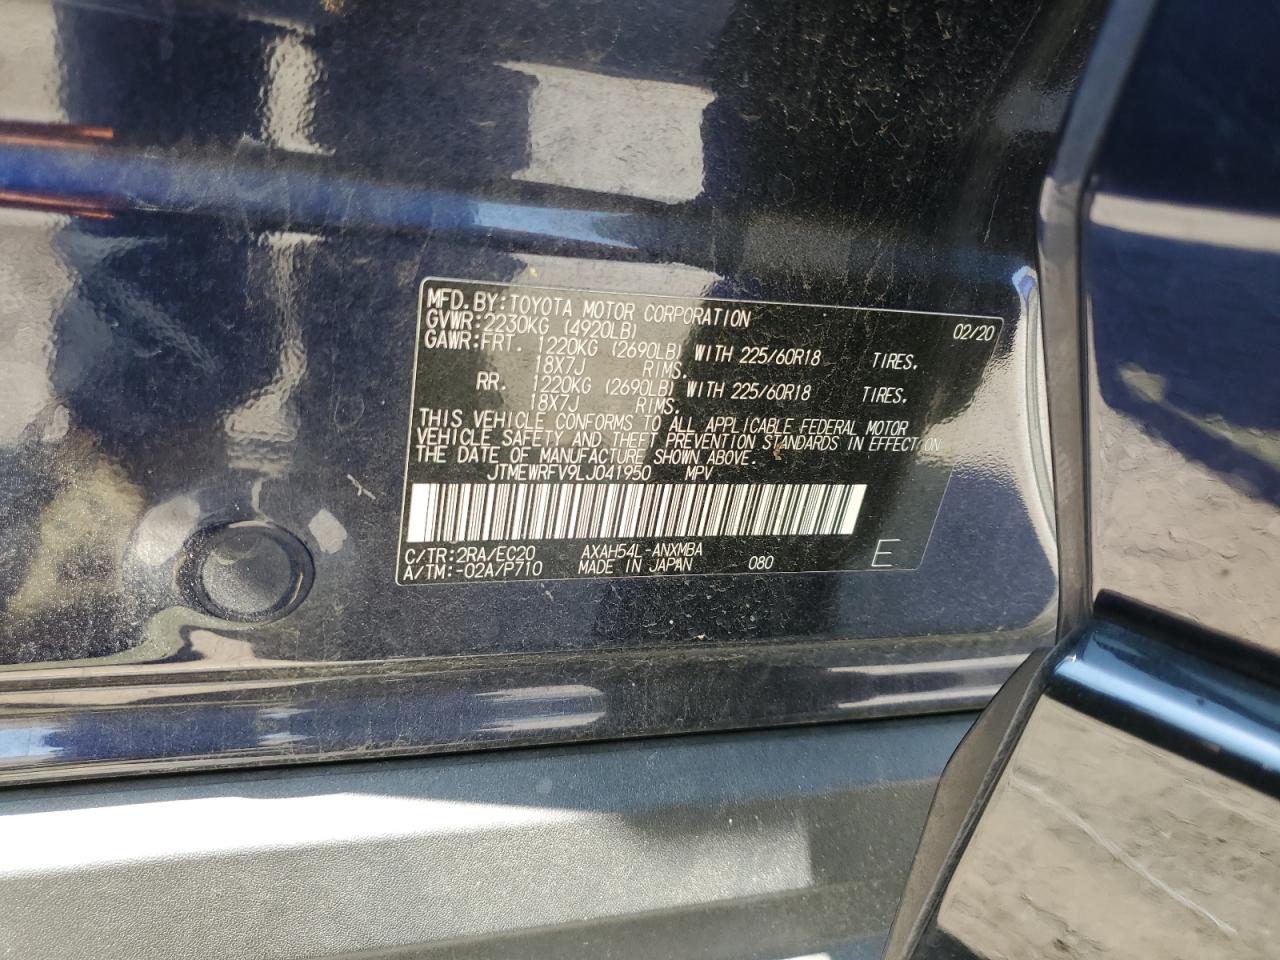 MFD.BY:TOYOTA MOTOR CORPORATION 02/20
GVWR:2230KG (4920LB)
GAWR:FRT. 1220KG (2690LB) WITH 225/60R18 TIRES.
18X7J RIMS.
RR. 1220KG (2690LB) WITH 225/60R18 TIRES.
18X7J RIMS.
THIS VEHICLE CONFORMS TO ALL APPLICABLE FEDERAL MOTOR
VEHICLE SAFETY AND THEFT PREVENTION STANDARDS IN EFFECT ON
THE DATE OF MANUFACTURE SHOWN ABOVE.
JTMEWRFV9LJ041950 MPV
C/TR:2RA/EC20 AXAH54L-ANXMBA
A/TM:-02A/P710 MADE IN JAPAN 080 E